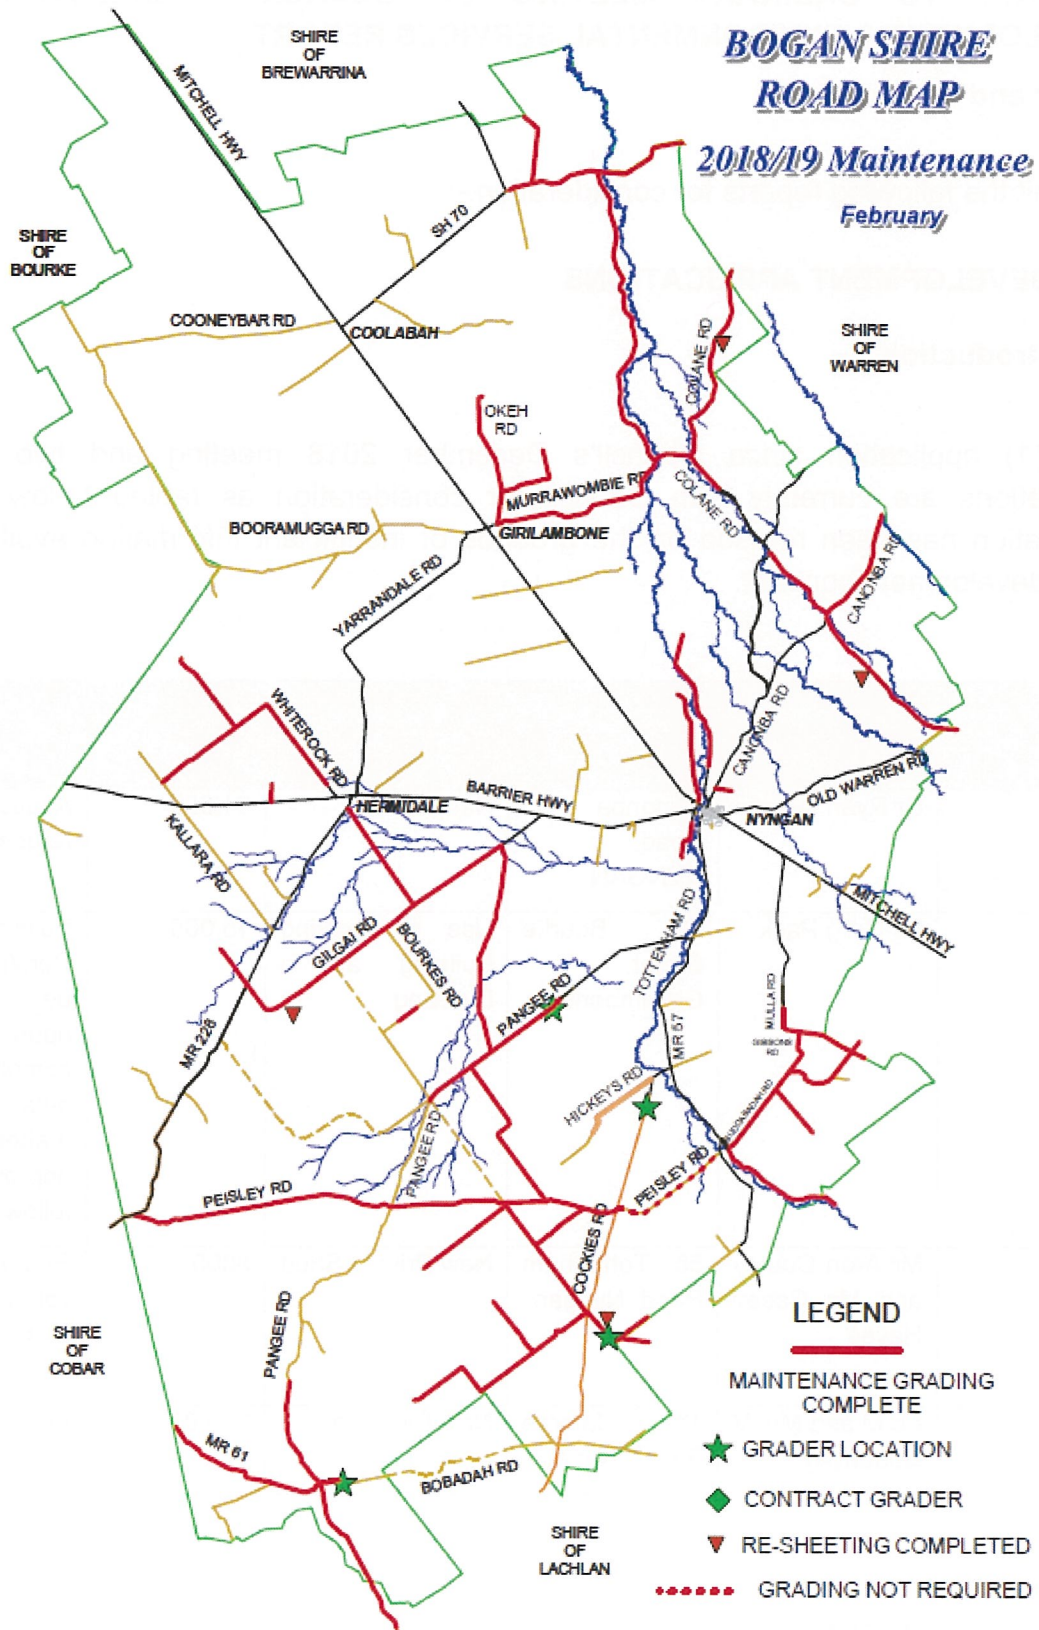 BOGAN SHIRE
ROAD MAP
2018/19 Maintenance
February
SHIRE
OF
BREWARRINA
MITCHELL HWY
SHIRE
OF
BOURKE
SH 70
COONEYBAR RD
COOLABAH
SHIRE
OF
WARREN
COLANE RD
OKEH
RD
MURRAWOMBIE RD
COLANE RD
BOORAMUGGA RD
GIRILAMBONE
YARRANDALE RD
CANONBA RD
WHITEROCK RD
CANONBA RD
BARRIER HWY
OLD WARREN RD
HERMIDALE
NYNGAN
KALLARA RD
MITCHELL HWY
TOTTENHAM RD
GILGAI RD
BOURKES RD
PANGEE RD
MULLA RD
MR 228
MR 57
GIBBONS
RD
HICKEYS RD
PANGEE RD
PEISLEY RD
PEISLEY RD
COCKIES RD
SHIRE
OF
COBAR
PANGEE RD
MR 61
BOBADAH RD
SHIRE
OF
LACHLAN
LEGEND
MAINTENANCE GRADING
COMPLETE
GRADER LOCATION
CONTRACT GRADER
RE-SHEETING COMPLETED
GRADING NOT REQUIRED